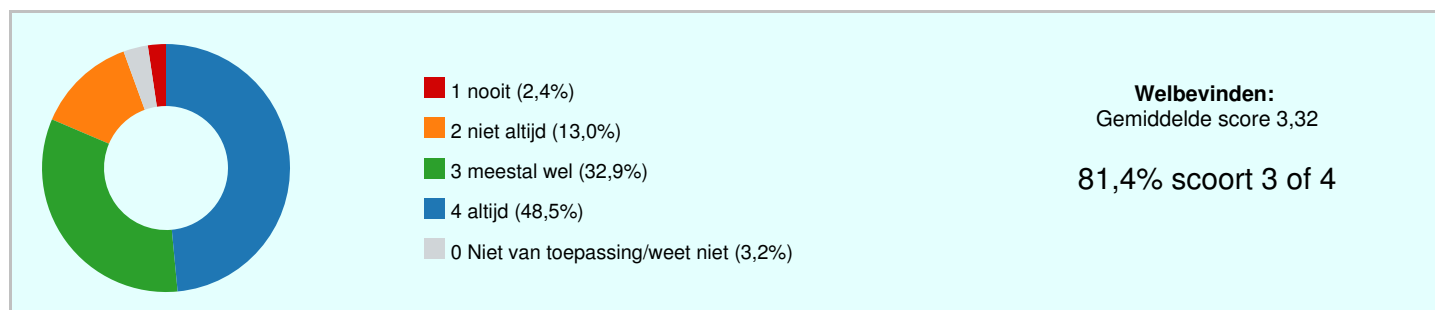 1 nooit (2,4%)
2 niet altijd (13,0%)
3 meestal wel (32,9%)
4 altijd (48,5%)
0 Niet van toepassing/weet niet (3,2%)
Welbevinden:
Gemiddelde score 3,32
81,4% scoort 3 of 4